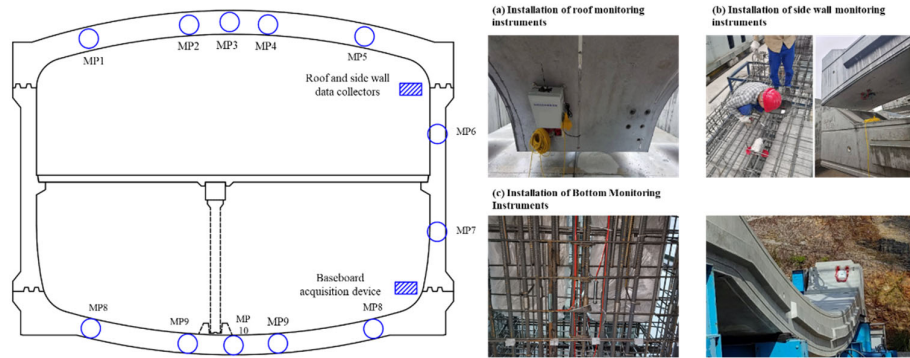 MP1
MP2
MP3
MP4
MP5
Roof and side wall
data collectors
MP6
MP7
Baseboard
acquisition device
MP8
MP9
MP
10
MP9
MP8
(a) Installation of roof monitoring
instruments
(b) Installation of side wall monitoring
instruments
(c) Installation of Bottom Monitoring
Instruments